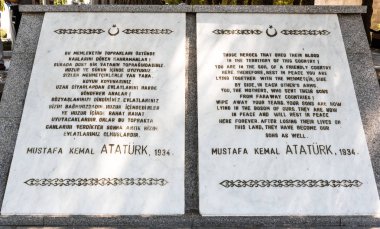 BU MEMLEKETİN TOPRAKLARI ÜSTÜNDE
KANLARINI DÖKEN KAHRAMANLAR!
BURADA DOST BİR VATANIN TOPRAĞINDASINIZ
HUZUR VE SÜKUN İÇİNDE UYUYUNUZ
SİZLER MEHMETÇİKLERLE YAN YANA
KOYUN KOYUNASINIZ
UZAK DİYARLARDAN EVLATLARINI HARBE
GÖNDEREN ANALAR!
GÖZYAŞLARINIZI DİNDİRİNİZ. EVLATLARINIZ
BİZİM BAĞRIMIZDADIR HUZUR İÇİNDEDİRLER
VE HUZUR İÇİNDE RAHAT RAHAT
UYUYACAKLARDIR ONLAR BU TOPRAKTA
CANLARINI VERDİKTEN SONRA ARTIK BİZİM
EVLATLARIMIZ OLMUŞLARDIR
MUSTAFA KEMAL ATATÜRK, 1934.
THOSE HEROES THAT SHED THEIR BLOOD
IN THE TERRITORY OF THIS COUNTRY!
YOU ARE IN THE SOIL OF A FRIENDLY COUNTRY
HERE THEREFORE, REST IN PEACE YOU ARE
LYING TOGETHER WITH THE MEHMETÇİK, SIDE
BY SIDE, IN EACH OTHER'S ARMS.
YOU, THE MOTHERS, WHO SENT THEIR SONS
FROM FARAWAY COUNTRIES!
WIPE AWAY YOUR TEARS. YOUR SONS ARE NOW
LYING IN THE BOSOM OF OURS, THEY ARE
IN PEACE AND WILL REST IN PEACE
HERE FOREVER AFTER LOSING THEIR LIVES ON
THIS LAND, THEY HAVE BECOME OUR
SONS AS WELL.
MUSTAFA KEMAL ATATÜRK, 1934.